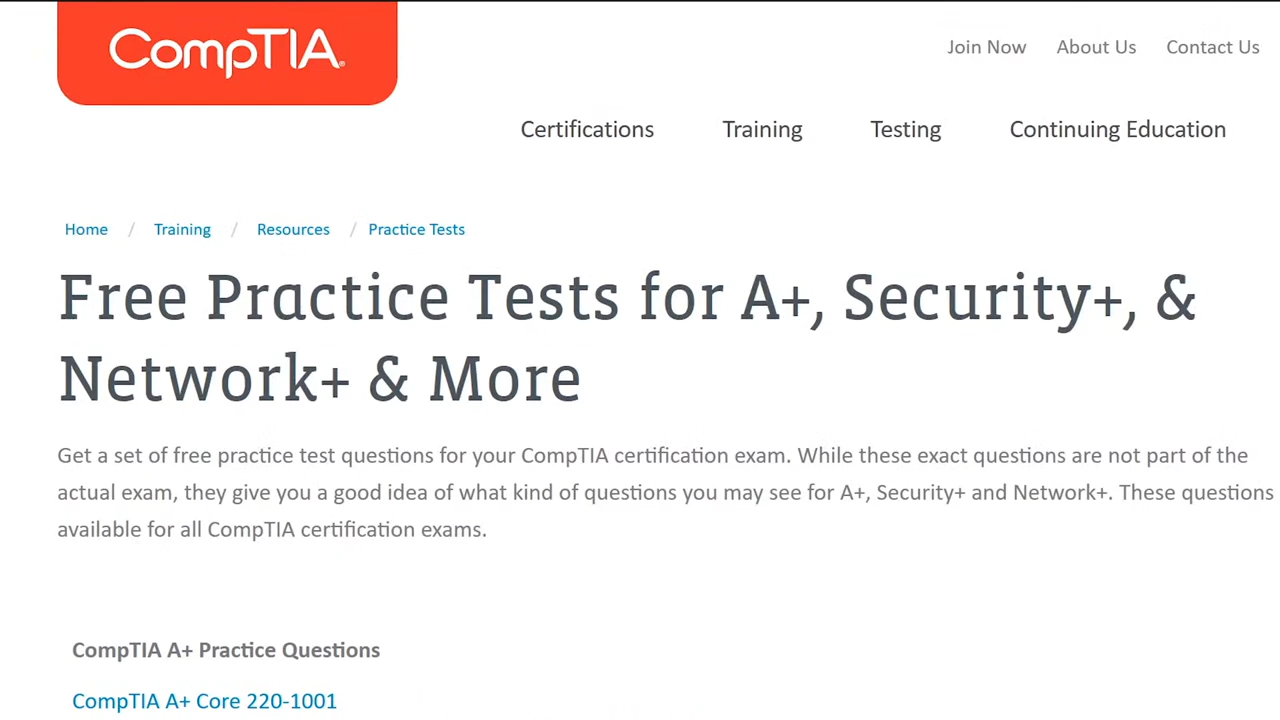 CompTIA.
Join Now About Us Contact Us
Certifications Training Testing Continuing Education
Home / Training / Resources / Practice Tests
Free Practice Tests for A+, Security+, &
Network+ & More
Get a set of free practice test questions for your CompTIA certification exam. While these exact questions are not part of the
actual exam, they give you a good idea of what kind of questions you may see for A+, Security+ and Network+. These questions
available for all CompTIA certification exams.
CompTIA A+ Practice Questions
CompTIA A+ Core 220-1001